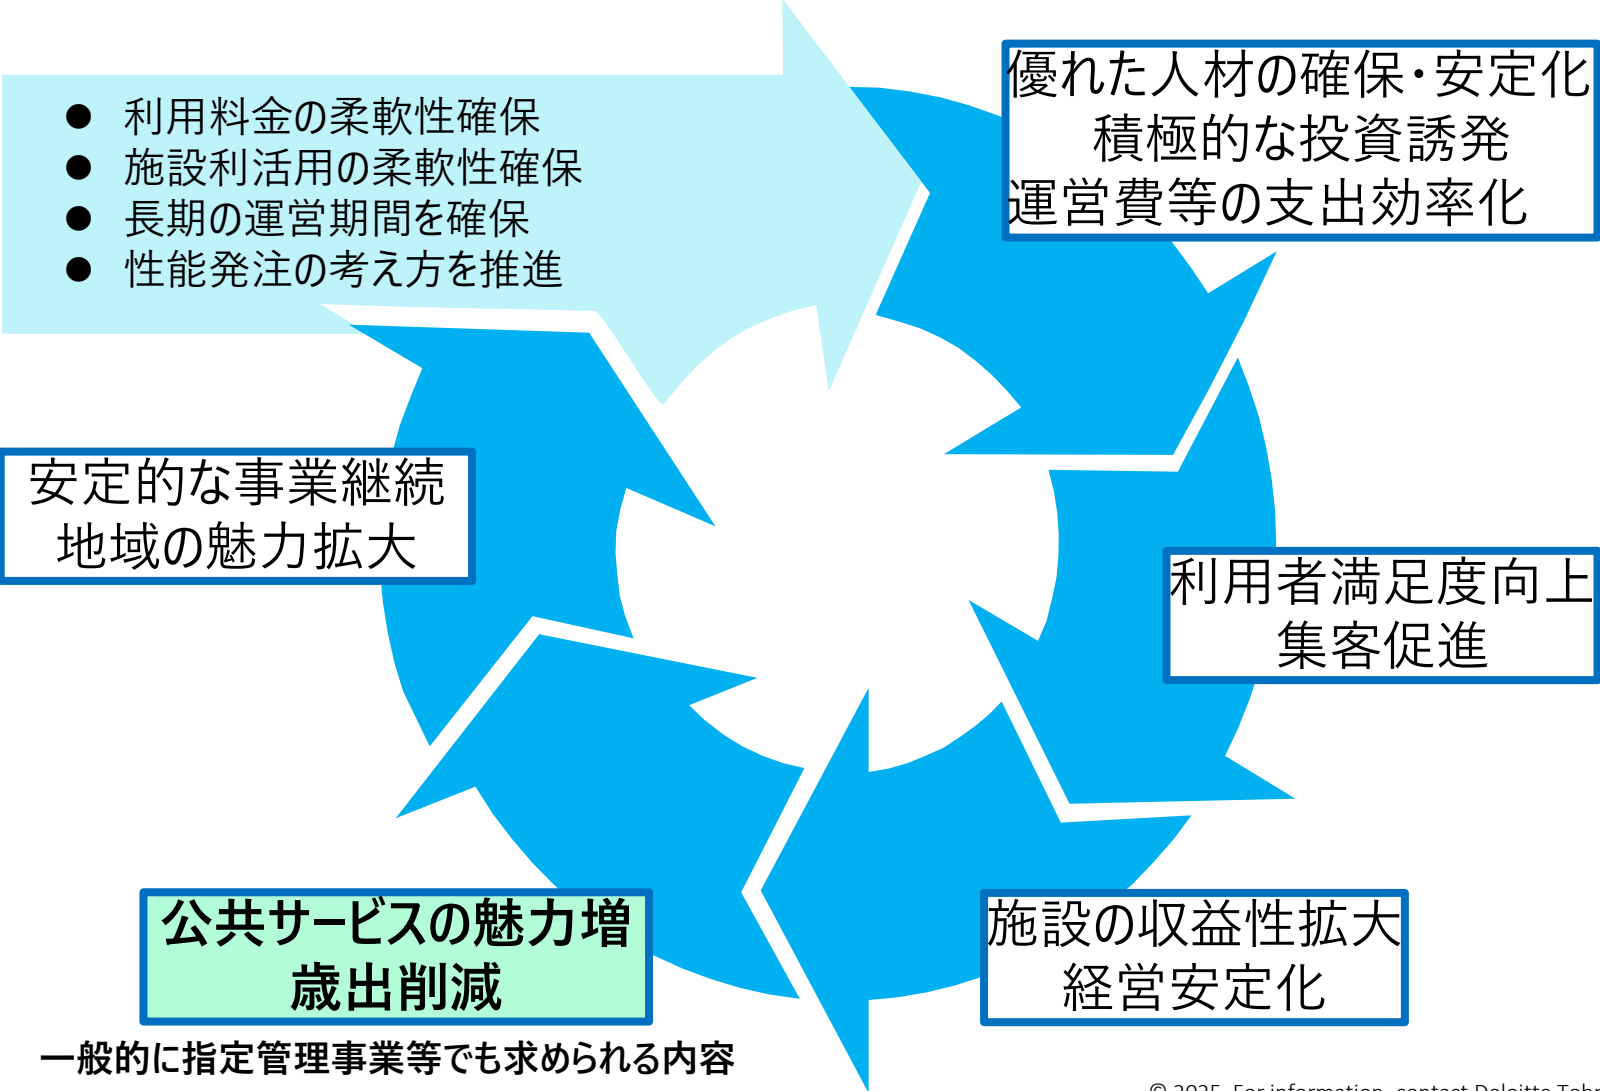 ● 利用料金の柔軟性確保
● 施設利活用の柔軟性確保
● 長期の運営期間を確保
● 性能発注の考え方を推進
優れた人材の確保・安定化
積極的な投資誘発
運営費等の支出効率化
利用者満足度向上
集客促進
施設の収益性拡大
経営安定化
公共サービスの魅力増
歳出削減
一般的に指定管理事業等でも求められる内容
安定的な事業継続
地域の魅力拡大
© 2025. For information, contact Deloitte